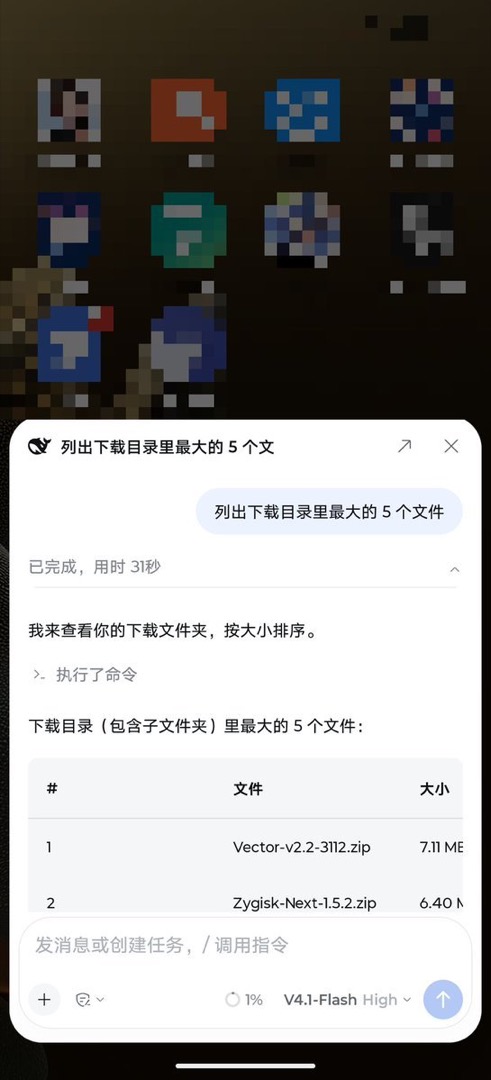 列出下载目录里最大的 5 个文
列出下载目录里最大的 5 个文件
已完成，用时 31秒
我来查看你的下载文件夹，按大小排序。
>_ 执行了命令
下载目录（包含子文件夹）里最大的 5 个文件：
# 文件 大小
1 Vector-v2.2-3112.zip 7.11 MB
2 Zygisk-Next-1.5.2.zip 6.40 M
发消息或创建任务，/ 调用指令
1% V4.1-Flash High